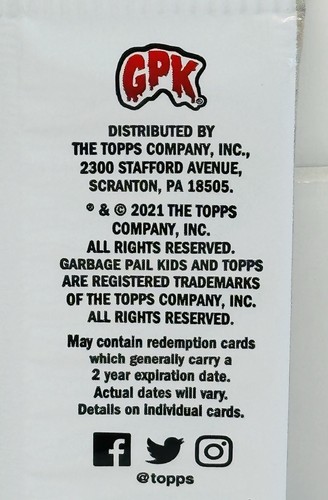 GPK®
DISTRIBUTED BY
THE TOPPS COMPANY, INC.,
2300 STAFFORD AVENUE,
SCRANTON, PA 18505.
® & © 2021 THE TOPPS
COMPANY, INC.
ALL RIGHTS RESERVED.
GARBAGE PAIL KIDS AND TOPPS
ARE REGISTERED TRADEMARKS
OF THE TOPPS COMPANY, INC.
ALL RIGHTS RESERVED.
May contain redemption cards
which generally carry a
2 year expiration date.
Actual dates will vary.
Details on individual cards.
@topps